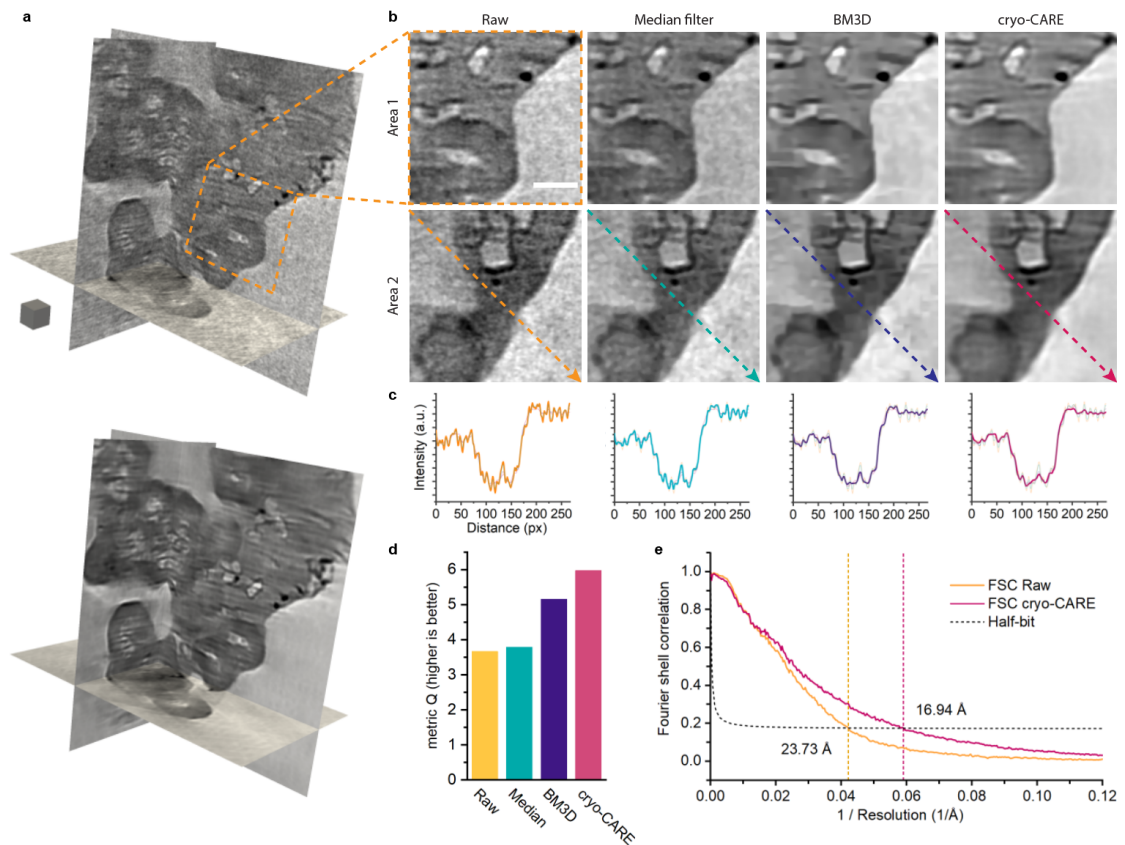 a
b
Raw
Median filter
BM3D
cryo-CARE
Area 1
Area 2
c
Intensity (a.u.)
0 50 100 150 200 250
0 50 100 150 200 250
0 50 100 150 200 250
0 50 100 150 200 250
Distance (px)
d
metric Q (higher is better)
6
5
4
3
2
1
0
Raw
Median
BM3D
cryo-CARE
e
Fourier shell correlation
1.0
0.8
0.6
0.4
0.2
0.0
FSC Raw
FSC cryo-CARE
Half-bit
16.94 Å
23.73 Å
0.00 0.02 0.04 0.06 0.08 0.10 0.12
1 / Resolution (1/Å)